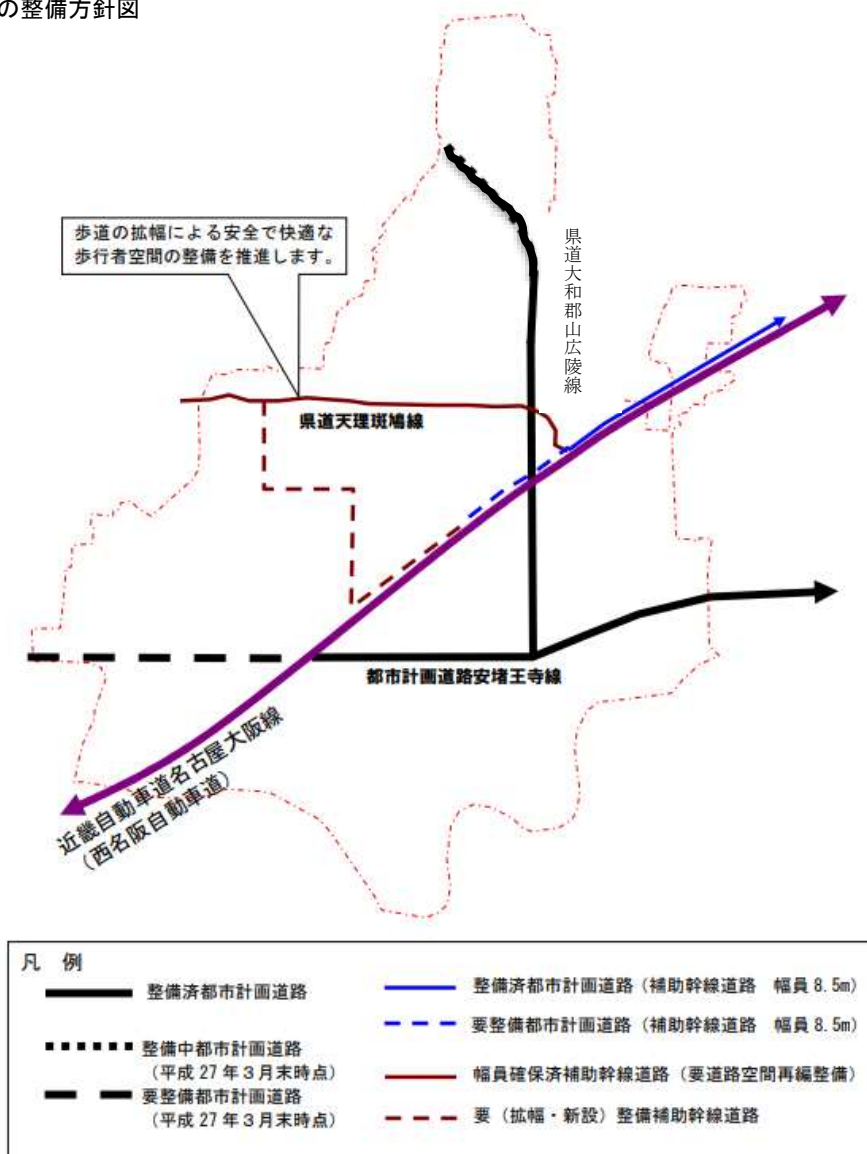 の整備方針図
歩道の拡幅による安全で快適な
歩行者空間の整備を推進します。
県道大和郡山広陵線
県道天理斑鳩線
都市計画道路安堵王寺線
近畿自動車道名古屋大阪線
（西名阪自動車道）
凡　例
整備済都市計画道路
整備中都市計画道路
（平成 27 年３月末時点）
要整備都市計画道路
（平成 27 年３月末時点）
整備済都市計画道路（補助幹線道路　幅員 8.5m）
要整備都市計画道路（補助幹線道路　幅員 8.5m）
幅員確保済補助幹線道路（要道路空間再編整備）
要（拡幅・新設）整備補助幹線道路